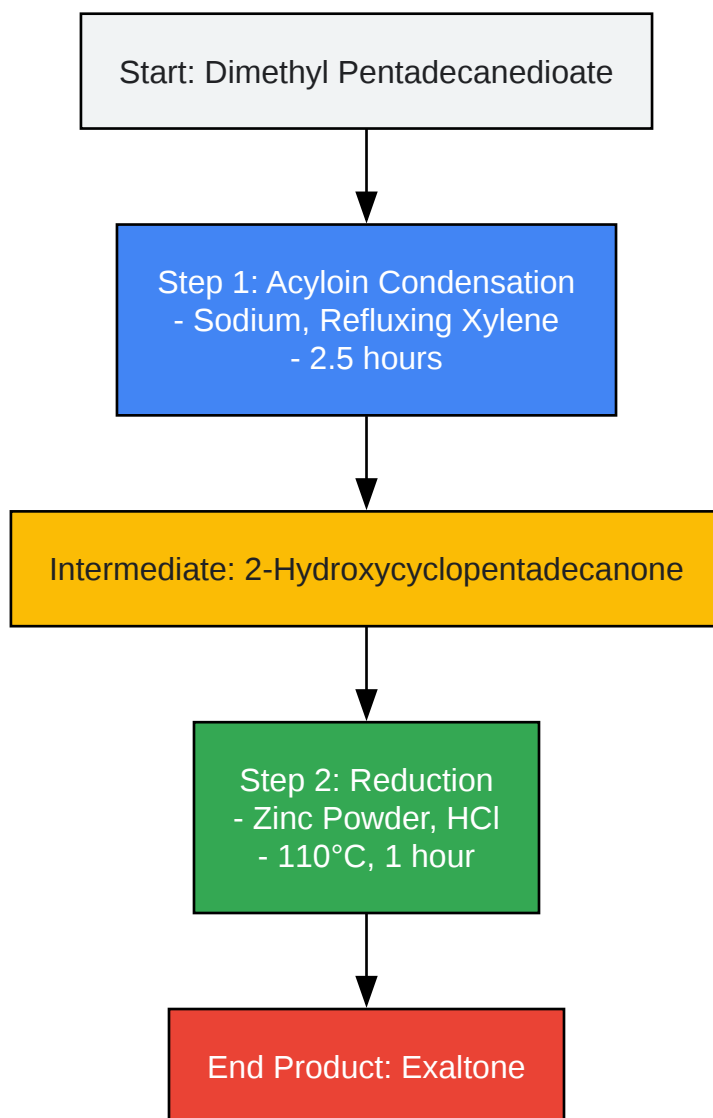 Start: Dimethyl Pentadecanedioate
Step 1: Acyloin Condensation
- Sodium, Refluxing Xylene
- 2.5 hours
Intermediate: 2-Hydroxycyclopentadecanone
Step 2: Reduction
- Zinc Powder, HCl
- 110°C, 1 hour
End Product: Exaltone